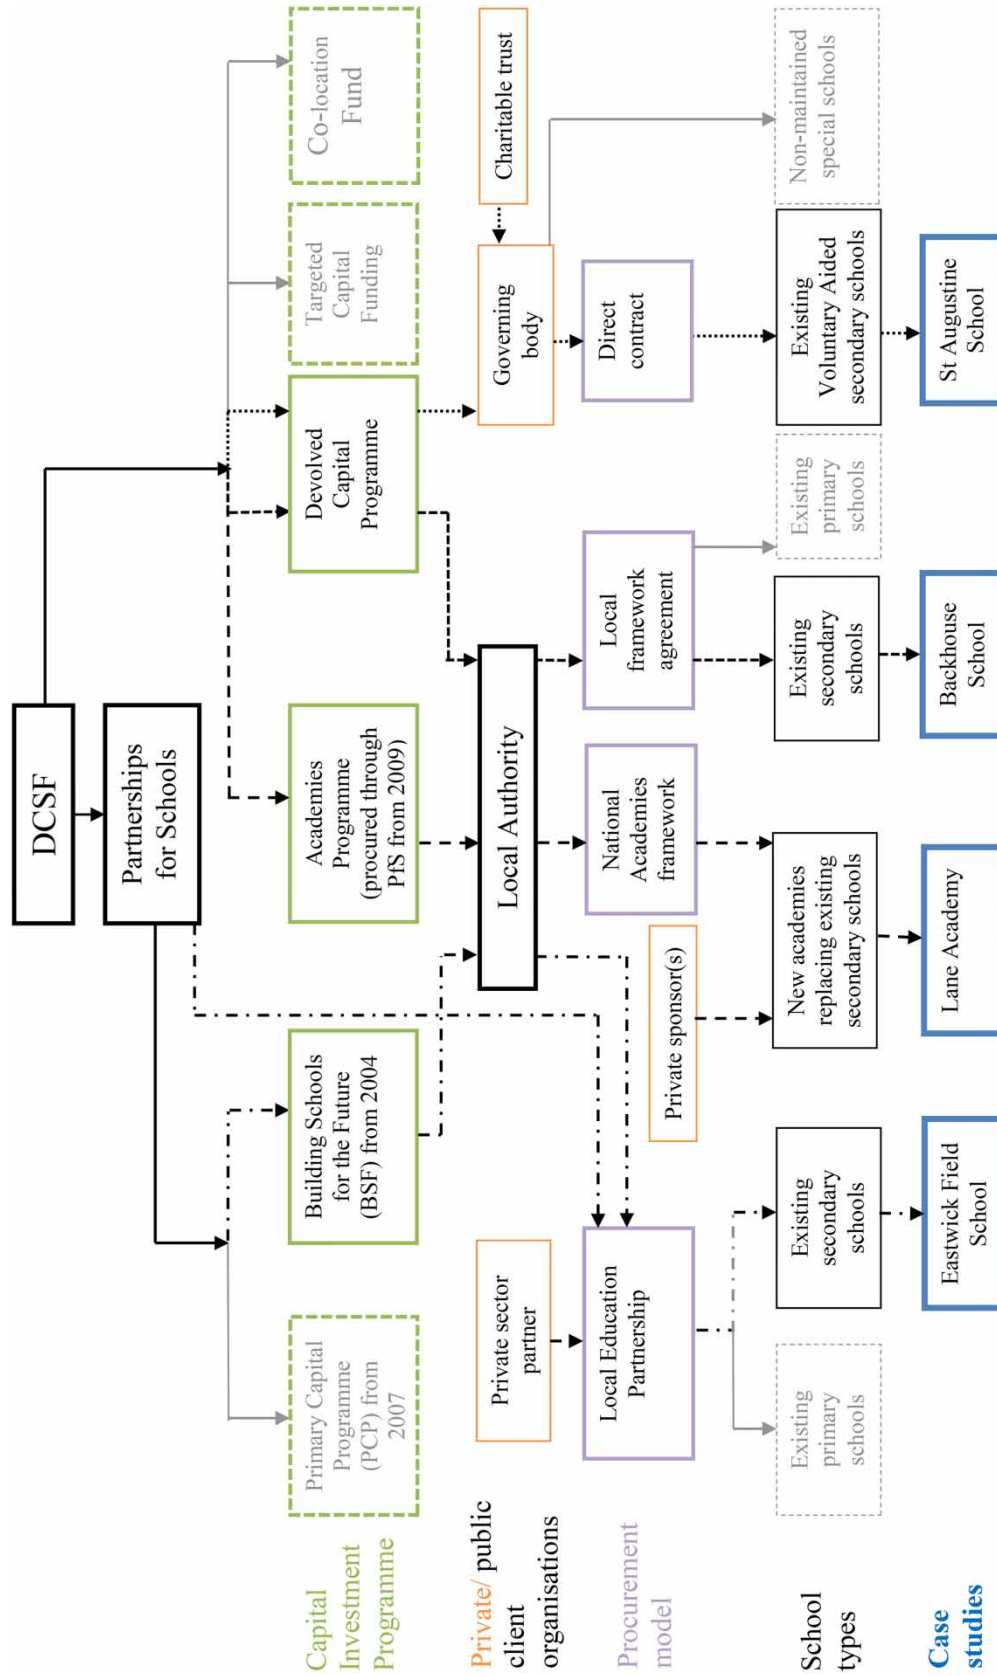 DCSF
Partnerships
for Schools
Capital
Investment
Programme
Primary Capital
Programme
(PCP) from
2007
Building Schools
for the Future
(BSF) from 2004
Academies
Programme
(procured through
PfS from 2009)
Devolved
Capital
Programme
Targeted
Capital
Funding
Co-location
Fund
Private/ public
client
organisations
Private sector
partner
Local Authority
Governing
body
Charitable trust
Private sponsor(s)
Procurement
model
Local Education
Partnership
National
Academies
framework
Local
framework
agreement
Direct
contract
School
types
Existing
primary
schools
Existing
secondary
schools
New academies
replacing existing
secondary schools
Existing
secondary
schools
Existing
primary
schools
Existing
Voluntary Aided
secondary schools
Non-maintained
special schools
Case
studies
Eastwick Field
School
Lane Academy
Backhouse
School
St Augustine
School